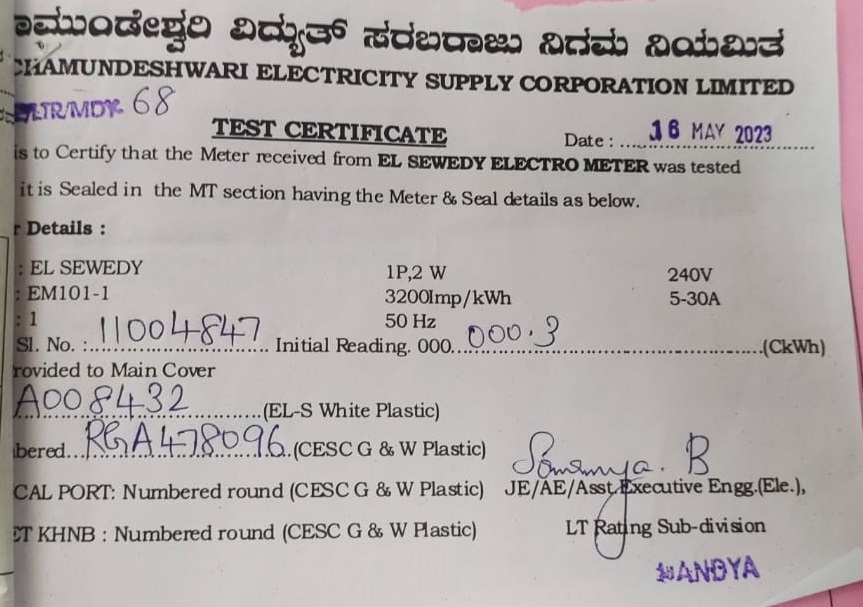 ಾಮುಂಡೇಶ್ವರಿ ವಿದ್ಯುತ್ ಸರಬರಾಜು ನಿಗಮ ನಿಯಮಿತ
CHAMUNDESHWARI ELECTRICITY SUPPLY CORPORATION LIMITED
LTR/MDY- 68
TEST CERTIFICATE
Date : ...16 MAY 2023
is to Certify that the Meter received from EL SEWEDY ELECTRO METER was tested
it is Sealed in the MT section having the Meter & Seal details as below.
r Details :
: EL SEWEDY 1P,2 W 240V
: EM101-1 3200Imp/kWh 5-30A
: 1 50 Hz
Sl. No. : 11004847 Initial Reading. 000...000.3...(CkWh)
rovided to Main Cover
A008432...(EL-S White Plastic)
bered...RGA478096.(CESC G & W Plastic)
B
CAL PORT: Numbered round (CESC G & W Plastic) JE/AE/Asst.Executive Engg.(Ele.),
ET KHNB : Numbered round (CESC G & W Plastic) LT Rating Sub-division
MANDYA